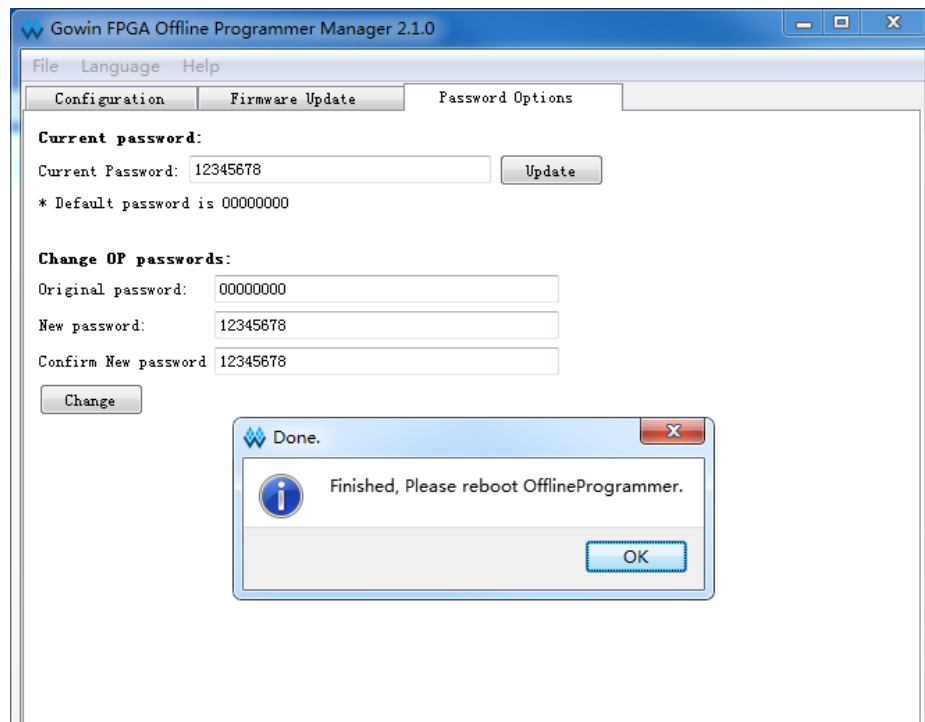 Gowin FPGA Offline Programmer Manager 2.1.0
File Language Help
Configuration Firmware Update Password Options
Current password:
Current Password: 12345678 Update
* Default password is 00000000
Change OP passwords:
Original password: 00000000
New password: 12345678
Confirm New password 12345678
Change
Done.
Finished, Please reboot OfflineProgrammer.
OK